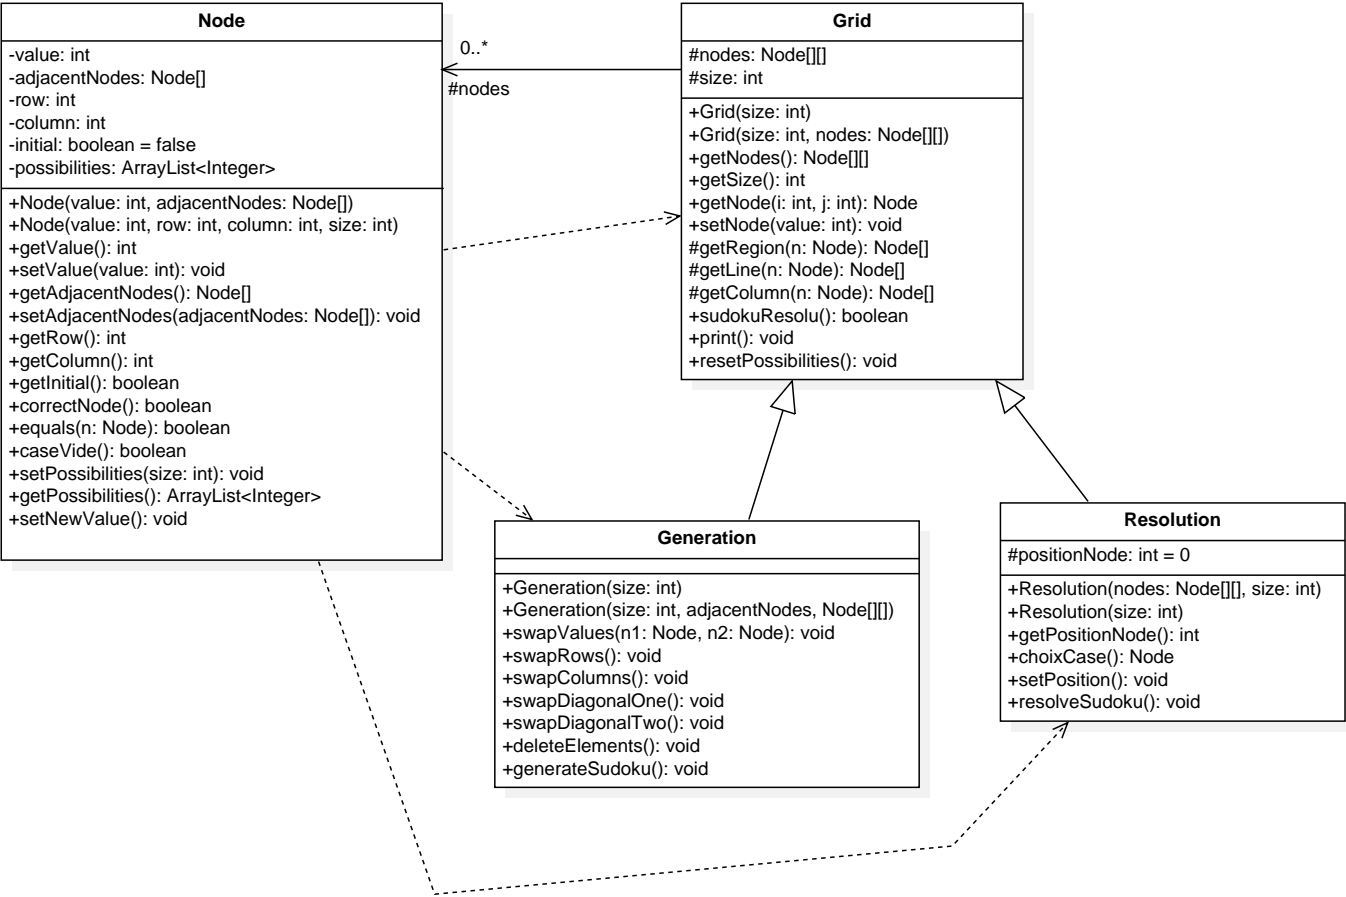 Node
-value: int
-adjacentNodes: Node[]
-row: int
-column: int
-initial: boolean = false
-possibilities: ArrayList<Integer>
+Node(value: int, adjacentNodes: Node[])
+Node(value: int, row: int, column: int, size: int)
+getValue(): int
+setValue(value: int): void
+getAdjacentNodes(): Node[]
+setAdjacentNodes(adjacentNodes: Node[]): void
+getRow(): int
+getColumn(): int
+getInitial(): boolean
+correctNode(): boolean
+equals(n: Node): boolean
+caseVide(): boolean
+setPossibilities(size: int): void
+getPossibilities(): ArrayList<Integer>
+setNewValue(): void
0..*
#nodes
Grid
#nodes: Node[][]
#size: int
+Grid(size: int)
+Grid(size: int, nodes: Node[][])
+getNodes(): Node[][]
+getSize(): int
+getNode(i: int, j: int): Node
+setNode(value: int): void
#getRegion(n: Node): Node[]
#getLine(n: Node): Node[]
#getColumn(n: Node): Node[]
+sudokuResolu(): boolean
+print(): void
+resetPossibilities(): void
Generation
+Generation(size: int)
+Generation(size: int, adjacentNodes, Node[][])
+swapValues(n1: Node, n2: Node): void
+swapRows(): void
+swapColumns(): void
+swapDiagonalOne(): void
+swapDiagonalTwo(): void
+deleteElements(): void
+generateSudoku(): void
Resolution
#positionNode: int = 0
+Resolution(nodes: Node[][], size: int)
+Resolution(size: int)
+getPositionNode(): int
+choixCase(): Node
+setPosition(): void
+resolveSudoku(): void